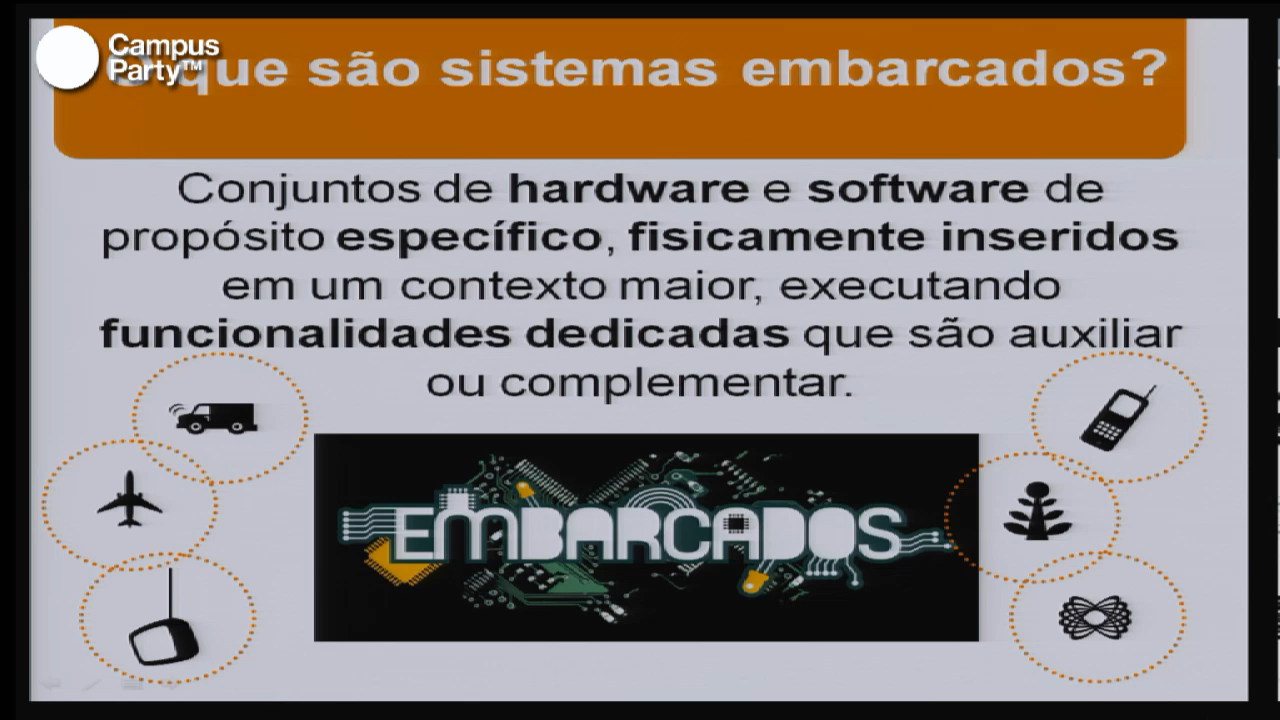 Campus
Party™
que são sistemas embarcados?
Conjuntos de hardware e software de
propósito específico, fisicamente inseridos
em um contexto maior, executando
funcionalidades dedicadas que são auxiliar
ou complementar.
EMBARCADOS